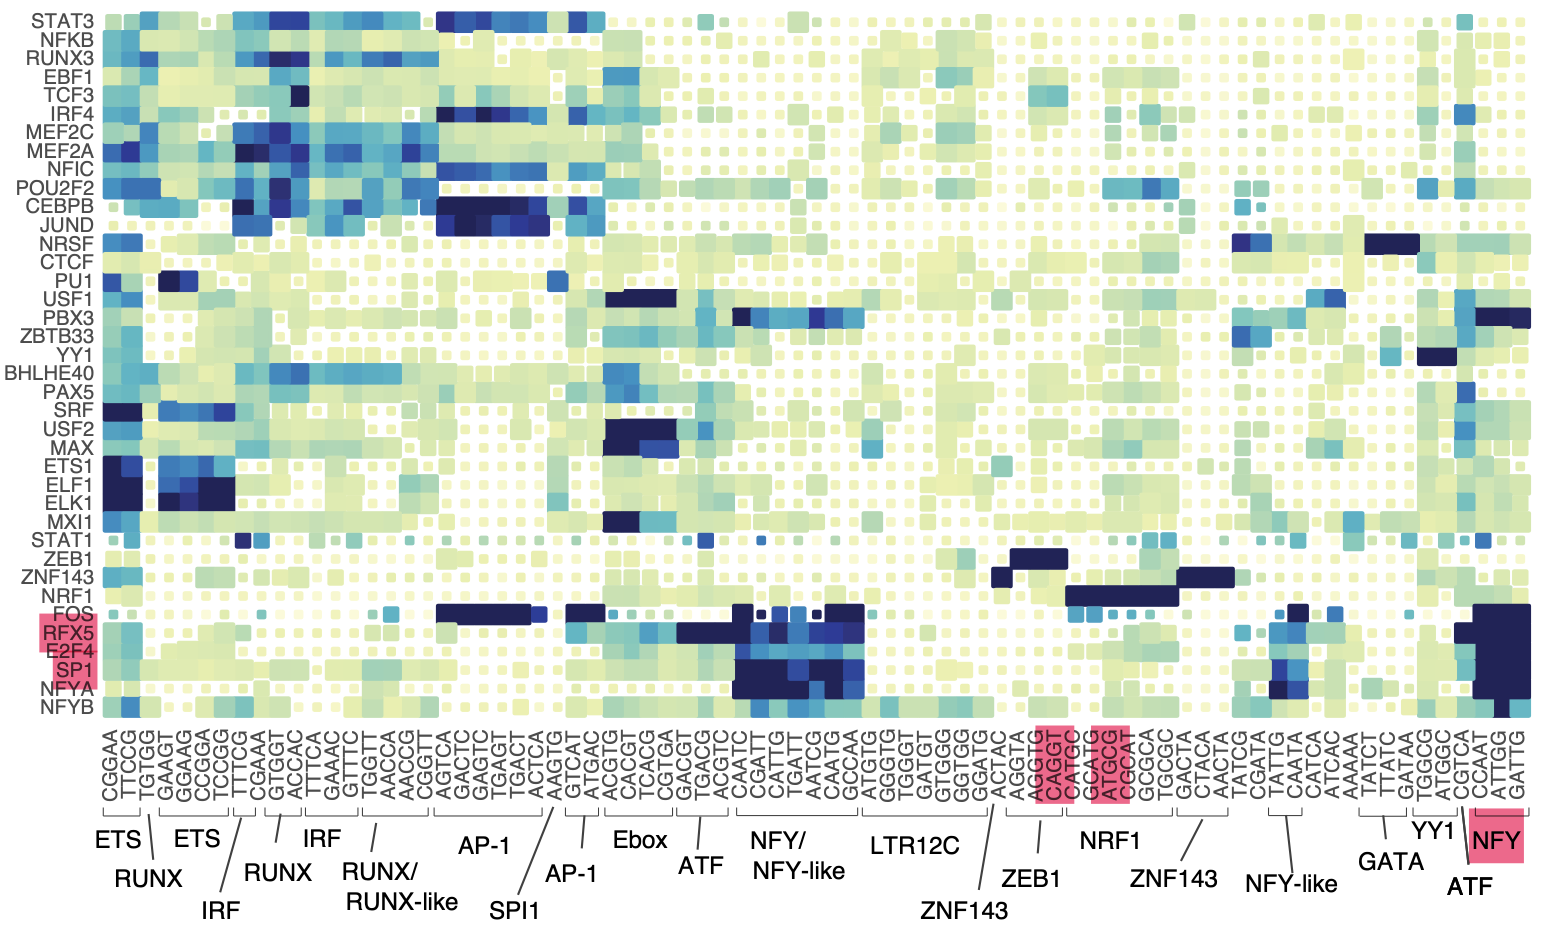 STAT3
NFKB
RUNX3
EBF1
TCF3
IRF4
MEF2C
MEF2A
NFIC
POU2F2
CEBPB
JUND
NRSF
CTCF
PU1
USF1
PBX3
ZBTB33
YY1
BHLHE40
PAX5
SRF
USF2
MAX
ETS1
ELF1
ELK1
MXI1
STAT1
ZEB1
ZNF143
NRF1
FOS
RFX5
E2F4
SP1
NFYA
NFYB
CGGAA
TTCCG
TGTGG
GAAGT
GGAAG
CCGGA
TCCGG
TTTCG
CGAAA
GTGGT
ACCAC
TTTCA
GAAAC
GTTTC
TGGTT
AACCA
AACCG
CGGTT
AGTCA
GACTC
GAGTC
TGAGT
TGACT
ACTCA
AAGTG
GTCAT
ATGAC
ACGTG
CACGT
TCACG
CGTGA
GACGT
TGACG
ACGTC
CAATC
CGATT
CATTG
TGATT
AATCG
CAATG
GCCAA
ATGTG
GGTGT
TGGGT
GTGGG
GGTGG
GGATG
ACTAC
AGGTA
AGGTG
CAGGT
ATGCG
GCGCA
TGCGC
GACTA
CTACA
AACTA
TATCG
CGATA
TATTG
CAATA
CATCA
ATCAC
AAAAA
CTATC
TTATC
GATAA
TGGCG
ATGGC
CGTCA
CCAAT
ATTGG
GATTG
ETS
RUNX
ETS
IRF
RUNX
IRF
RUNX/
RUNX-like
AP-1
SPI1
AP-1
Ebox
ATF
NFY/
NFY-like
LTR12C
ZNF143
ZEB1
NRF1
ZNF143
NFY-like
GATA
YY1
ATF
NFY